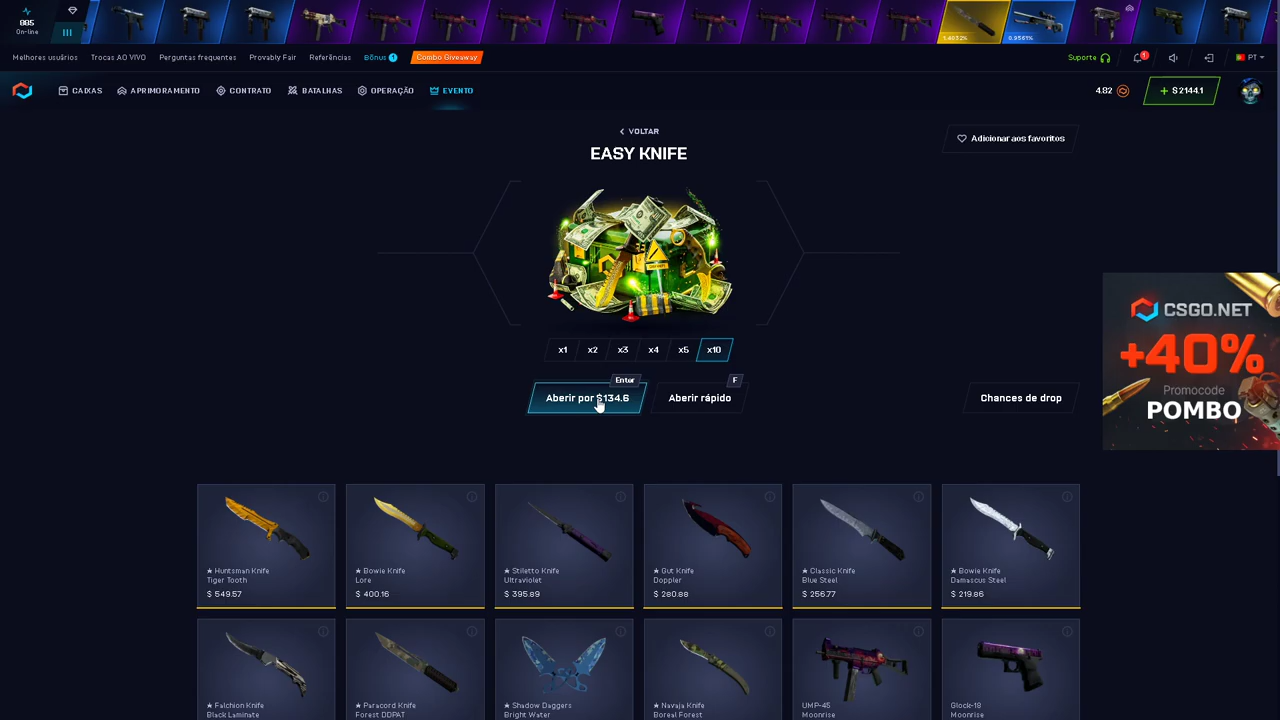 885
On-line
1.4032%
0.9561%
Melhores usuários
Trocas AO VIVO
Perguntas frequentes
Provably Fair
Referências
Bônus
Combo Giveaway
Suporte
1
PT
CAIXAS
APRIMORAMENTO
CONTRATO
BATALHAS
OPERAÇÃO
EVENTO
4.82
+ $ 2144.1
VOLTAR
EASY KNIFE
Adicionar aos favoritos
x1
x2
x3
x4
x5
x10
Enter
F
Aberir por $134.6
Aberir rápido
Chances de drop
CSGO.NET
+40%
Promocode
POMBO
★ Huntsman Knife
Tiger Tooth
$ 549.57
★ Bowie Knife
Lore
$ 400.16
★ Stiletto Knife
Ultraviolet
$ 395.89
★ Gut Knife
Doppler
$ 280.88
★ Classic Knife
Blue Steel
$ 256.77
★ Bowie Knife
Damascus Steel
$ 219.86
★ Falchion Knife
Black Laminate
★ Paracord Knife
Forest DDPAT
★ Shadow Daggers
Bright Water
★ Navaja Knife
Boreal Forest
UMP-45
Moonrise
Glock-18
Moonrise